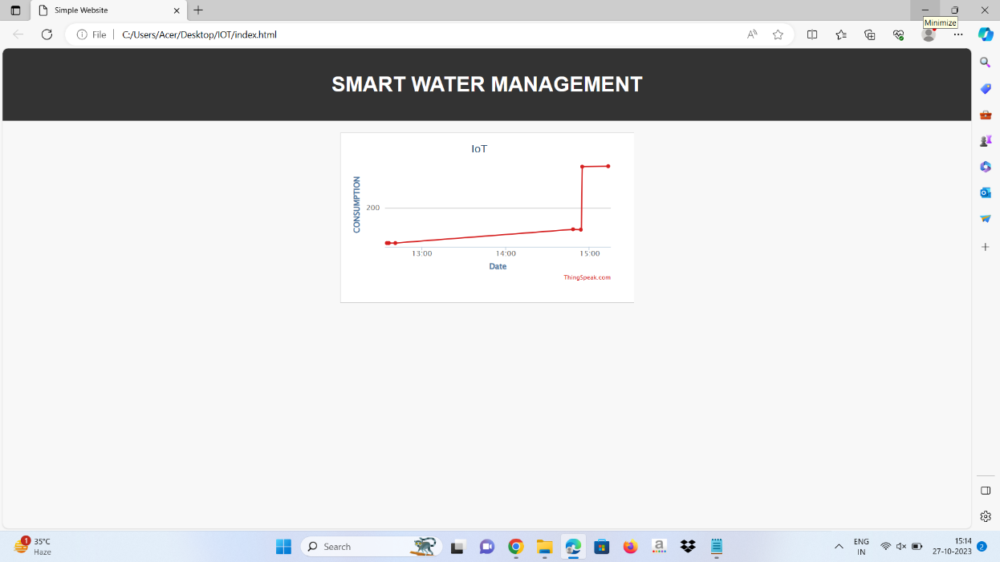 Simple Website
Minimize
File
C:/Users/Acer/Desktop/IOT/index.html
SMART WATER MANAGEMENT
IoT
CONSUMPTION
200
13:00
14:00
15:00
Date
ThingSpeak.com
1
35°C
Haze
Search
a
ENG
IN
15:14
27-10-2023
2